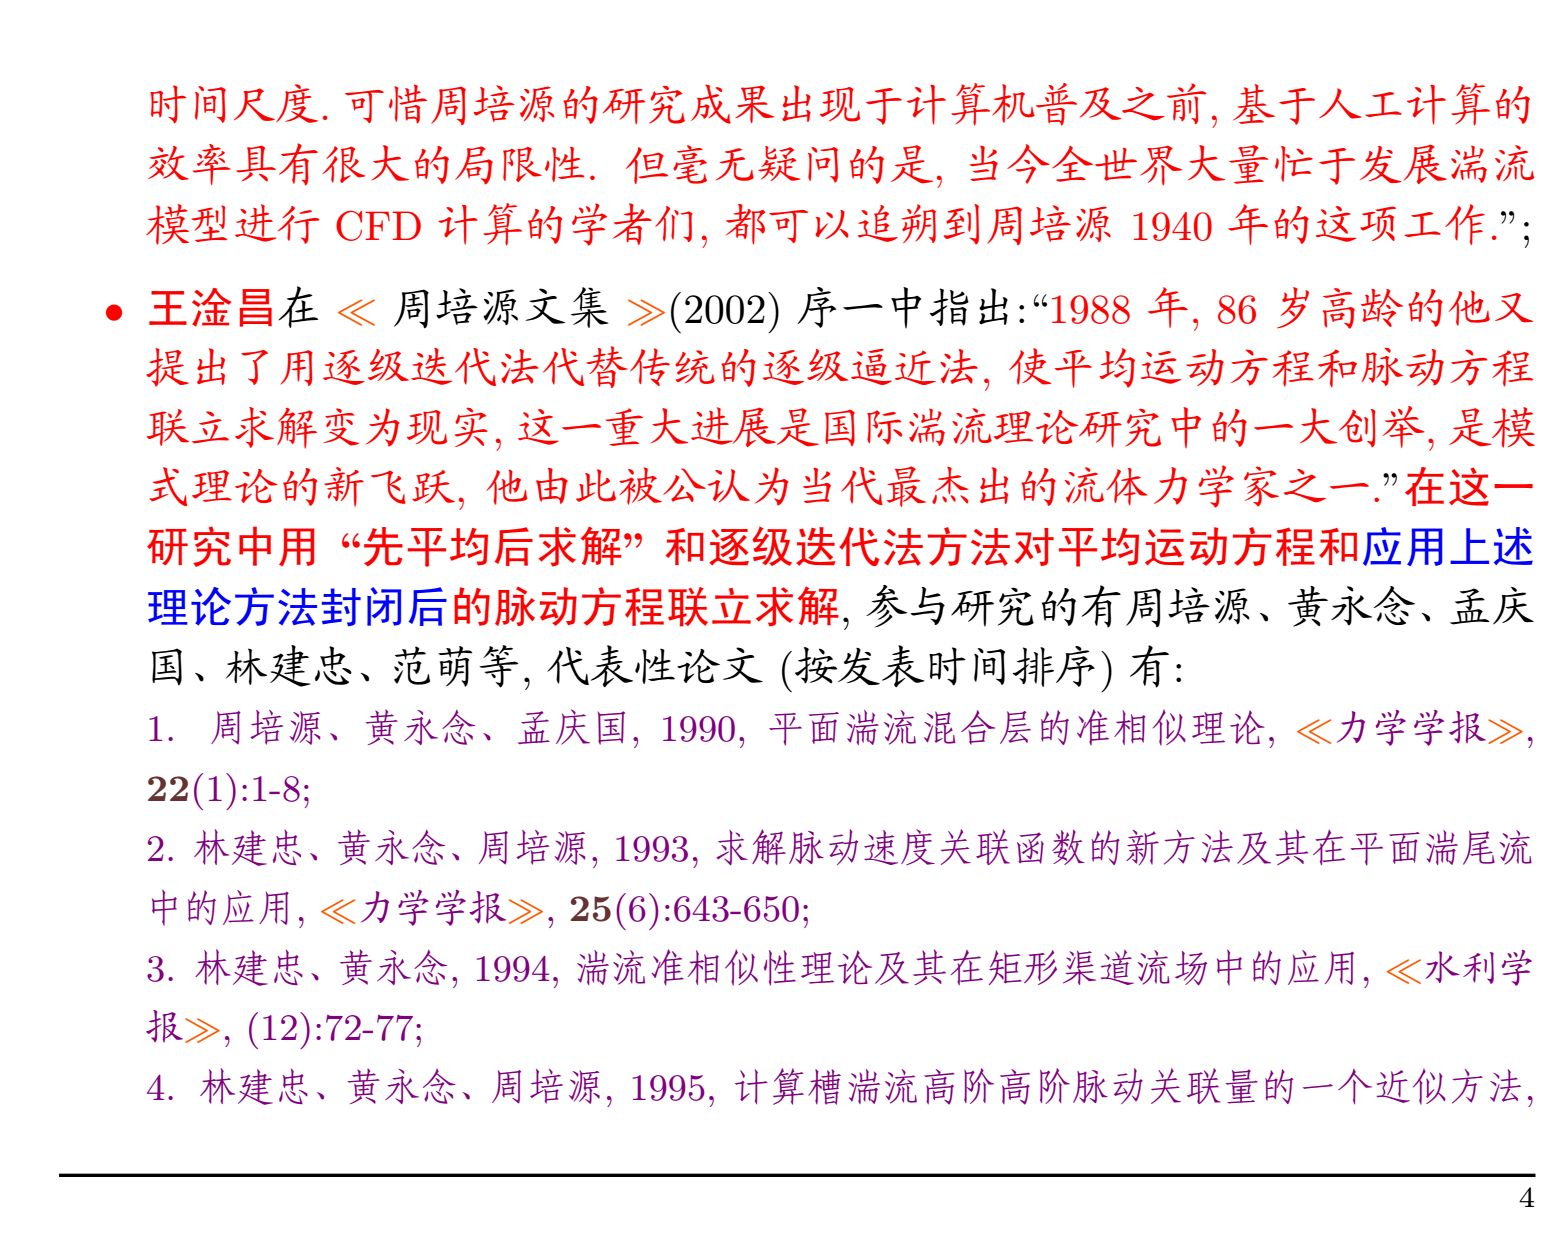 时间尺度. 可惜周培源的研究成果出现于计算机普及之前, 基于人工计算的
效率具有很大的局限性. 但毫无疑问的是, 当今全世界大量忙于发展湍流
模型进行 CFD 计算的学者们, 都可以追朔到周培源 1940 年的这项工作.”;
• 王淦昌在 ≪ 周培源文集 ≫(2002) 序一中指出:“1988 年, 86 岁高龄的他又
提出了用逐级迭代法代替传统的逐级逼近法, 使平均运动方程和脉动方程
联立求解变为现实, 这一重大进展是国际湍流理论研究中的一大创举, 是模
式理论的新飞跃, 他由此被公认为当代最杰出的流体力学家之一.”在这一
研究中用 “先平均后求解” 和逐级迭代法方法对平均运动方程和应用上述
理论方法封闭后的脉动方程联立求解, 参与研究的有周培源、黄永念、孟庆
国、林建忠、范萌等, 代表性论文 (按发表时间排序) 有:
1. 周培源、黄永念、孟庆国, 1990, 平面湍流混合层的准相似理论, ≪力学学报≫,
22(1):1-8;
2. 林建忠、黄永念、周培源, 1993, 求解脉动速度关联函数的新方法及其在平面湍尾流
中的应用, ≪力学学报≫, 25(6):643-650;
3. 林建忠、黄永念, 1994, 湍流准相似性理论及其在矩形渠道流场中的应用, ≪水利学
报≫, (12):72-77;
4. 林建忠、黄永念、周培源, 1995, 计算槽湍流高阶高阶脉动关联量的一个近似方法,
4